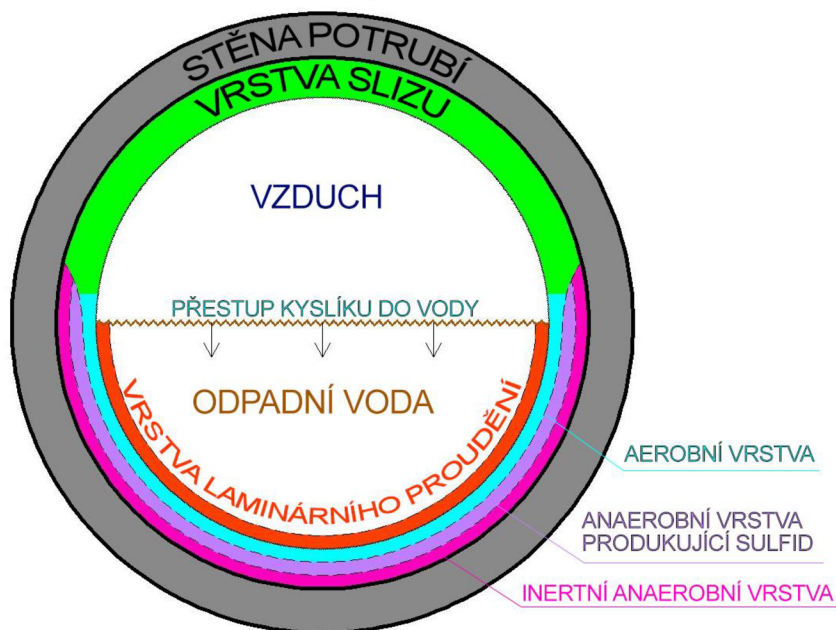 STĚNA POTRUBÍ
VRSTVA SLIZU
VZDUCH
PŘESTUP KYSLÍKU DO VODY
ODPADNÍ VODA
VRSTVA LAMINÁRNÍHO PROUDĚNÍ
AEROBNÍ VRSTVA
ANAEROBNÍ VRSTVA
PRODUKUJÍCÍ SULFID
INERTNÍ ANAEROBNÍ VRSTVA